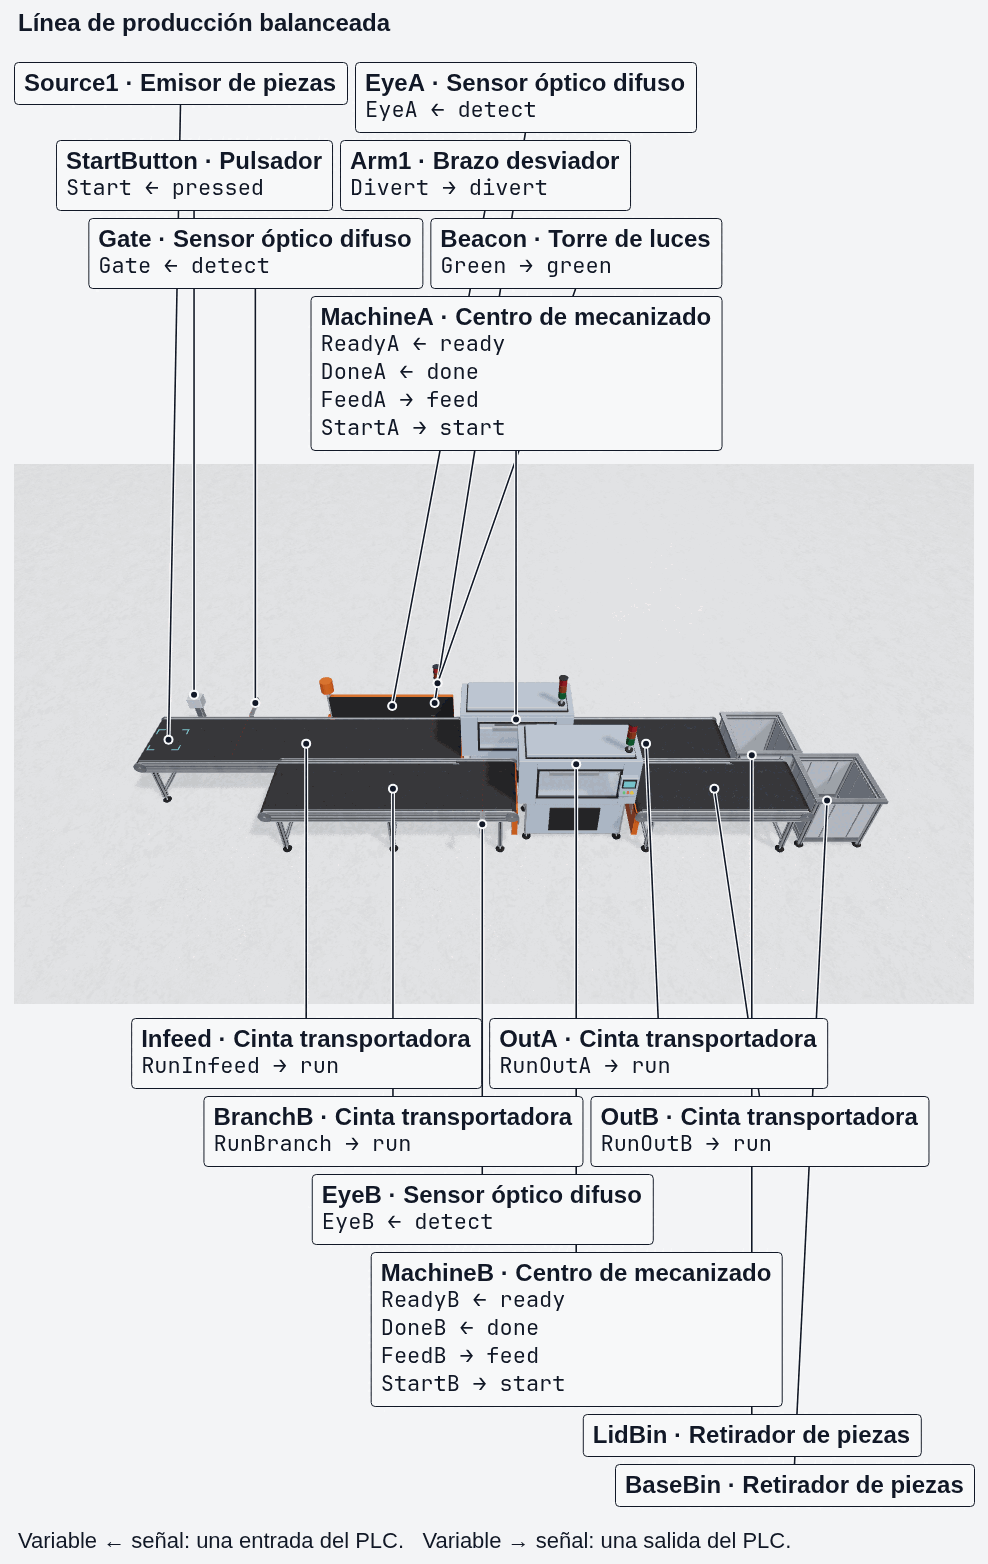 Línea de producción balanceada
Source1 · Emisor de piezas
EyeA · Sensor óptico difuso
EyeA ← detect
StartButton · Pulsador
Start ← pressed
Arm1 · Brazo desviador
Divert → divert
Gate · Sensor óptico difuso
Gate ← detect
Beacon · Torre de luces
Green → green
MachineA · Centro de mecanizado
ReadyA ← ready
DoneA ← done
FeedA → feed
StartA → start
Infeed · Cinta transportadora
RunInfeed → run
OutA · Cinta transportadora
RunOutA → run
BranchB · Cinta transportadora
RunBranch → run
OutB · Cinta transportadora
RunOutB → run
EyeB · Sensor óptico difuso
EyeB ← detect
MachineB · Centro de mecanizado
ReadyB ← ready
DoneB ← done
FeedB → feed
StartB → start
LidBin · Retirador de piezas
BaseBin · Retirador de piezas
Variable ← señal: una entrada del PLC. Variable → señal: una salida del PLC.